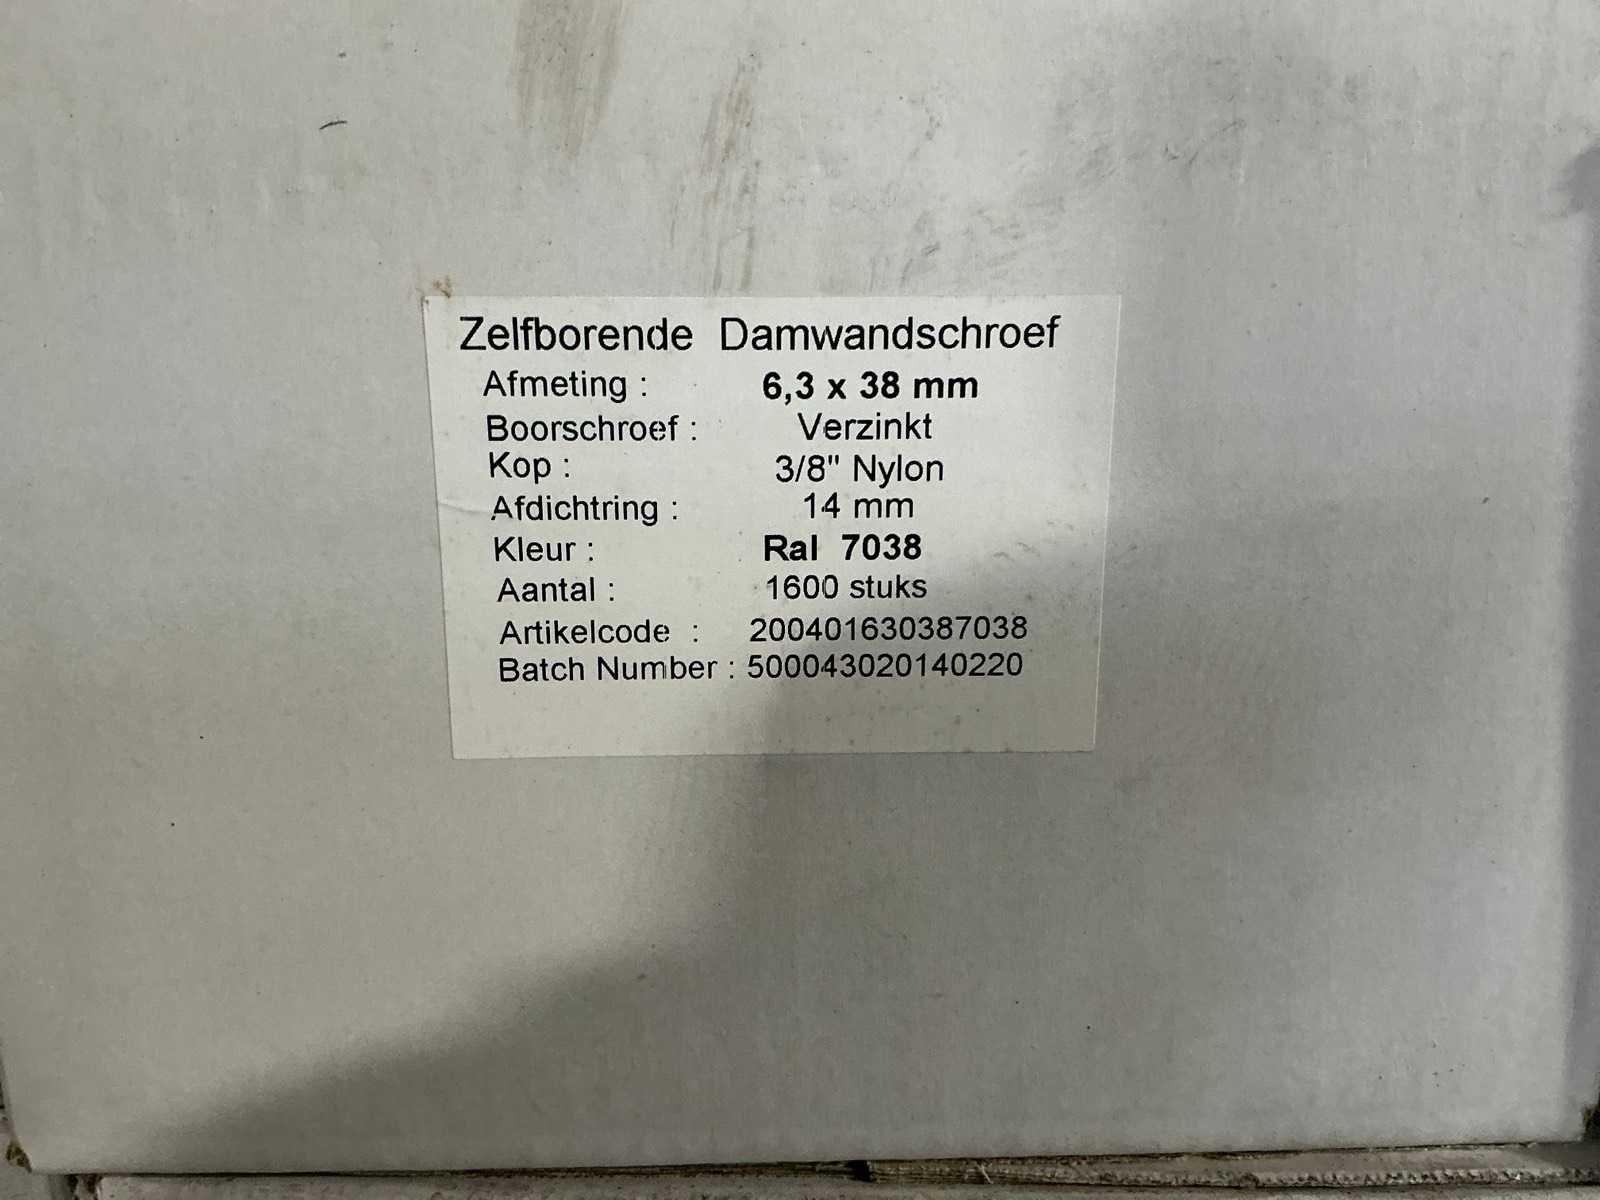 Zelfborende Damwandschroef
Afmeting : 6,3 x 38 mm
Boorschroef : Verzinkt
Kop : 3/8" Nylon
Afdichtring : 14 mm
Kleur : Ral 7038
Aantal : 1600 stuks
Artikelcode : 200401630387038
Batch Number : 500043020140220